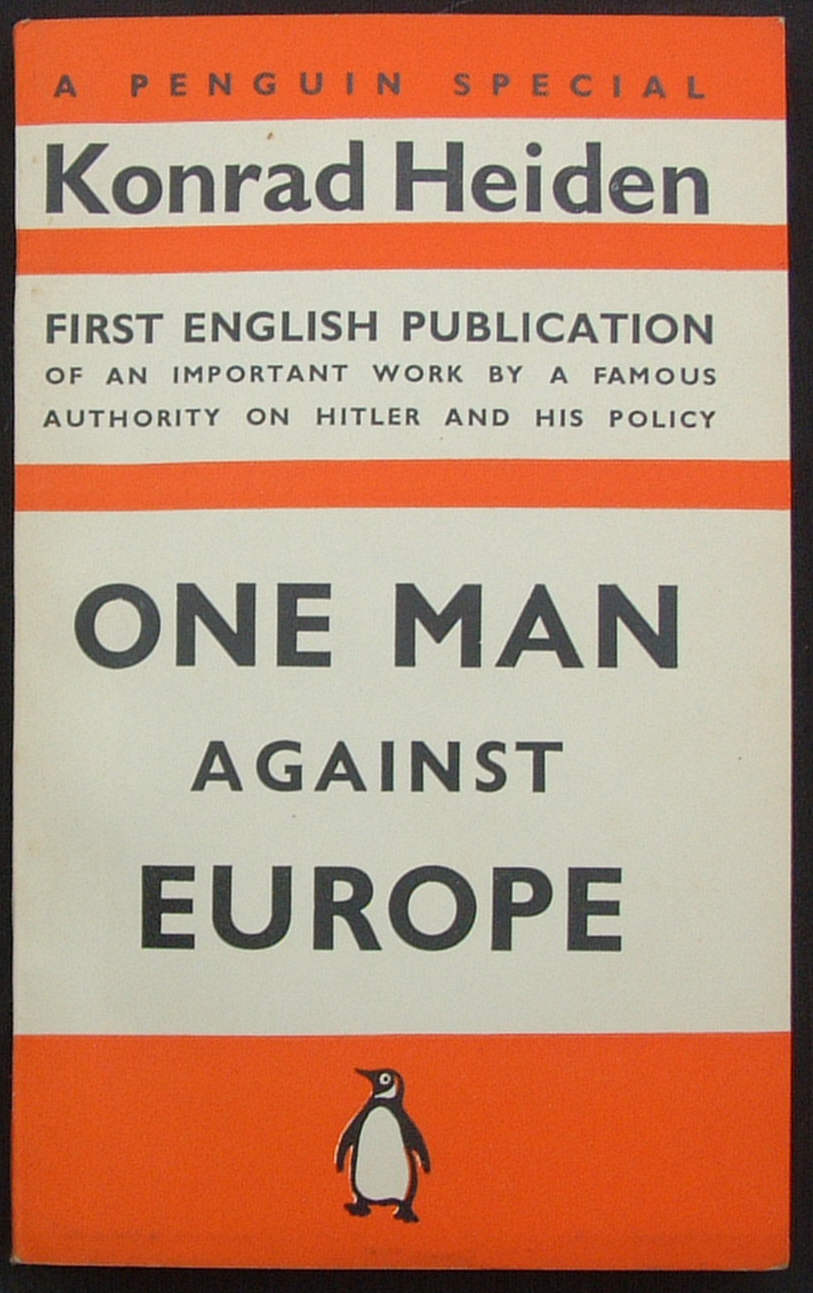 A PENGUIN SPECIAL
Konrad Heiden
FIRST ENGLISH PUBLICATION
OF AN IMPORTANT WORK BY A FAMOUS
AUTHORITY ON HITLER AND HIS POLICY
ONE MAN
AGAINST
EUROPE